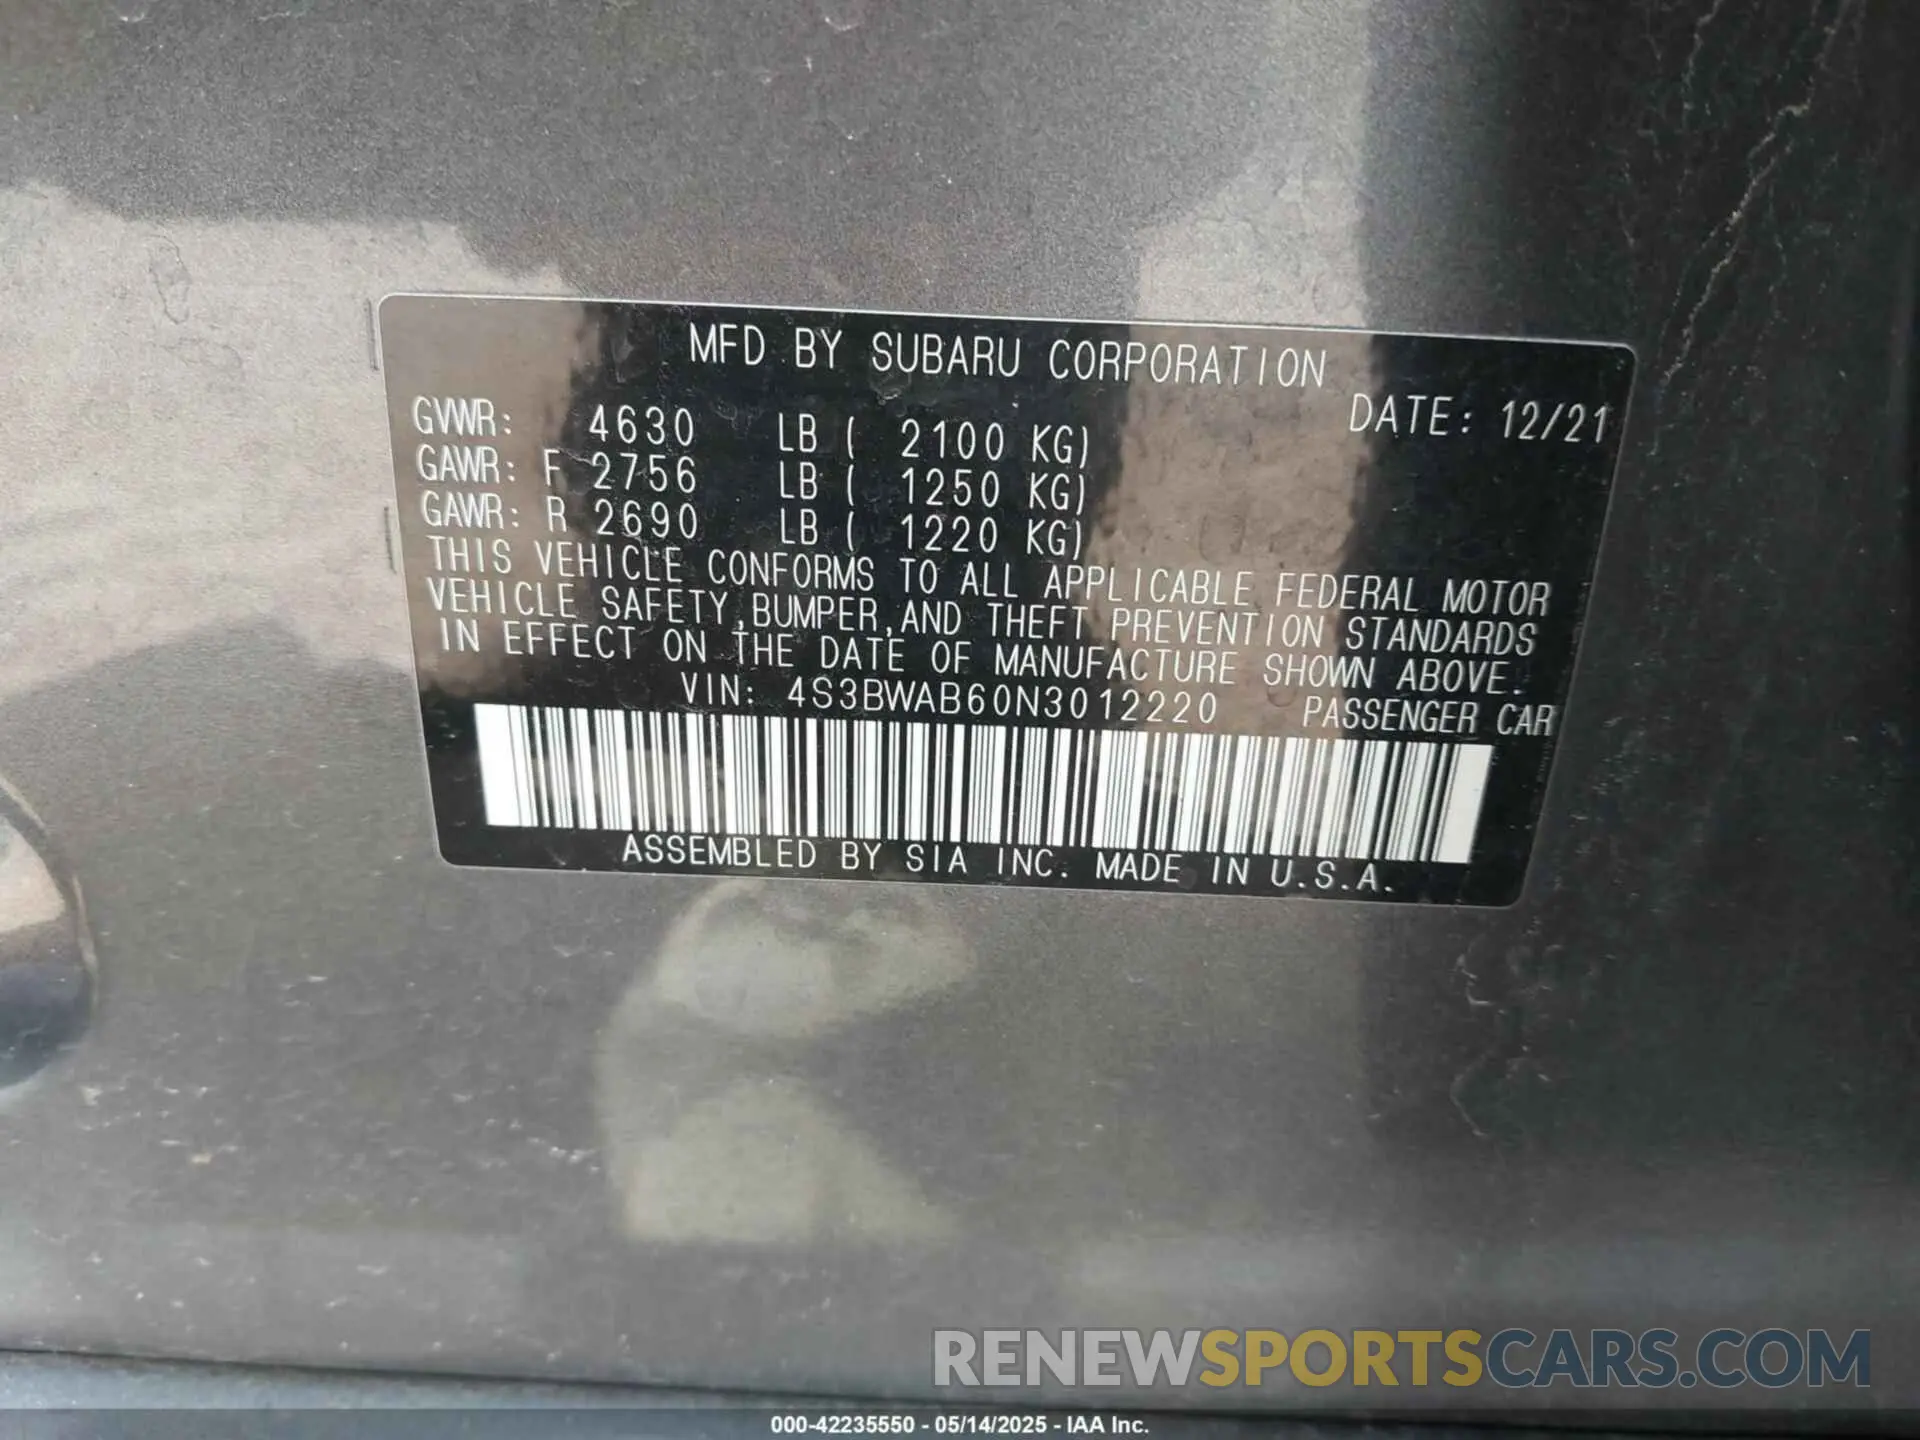 MFD BY SUBARU CORPORATION
DATE: 12/21
GVWR: 4630 LB ( 2100 KG)
GAWR: F 2756 LB ( 1250 KG)
GAWR: R 2690 LB ( 1220 KG)
THIS VEHICLE CONFORMS TO ALL APPLICABLE FEDERAL MOTOR
VEHICLE SAFETY,BUMPER,AND THEFT PREVENTION STANDARDS
IN EFFECT ON THE DATE OF MANUFACTURE SHOWN ABOVE.
VIN: 4S3BWAB60N3012220 PASSENGER CAR
ASSEMBLED BY SIA INC. MADE IN U.S.A.
RENEWSPORTSCARS.COM
000-42235550 - 05/14/2025 - IAA Inc.